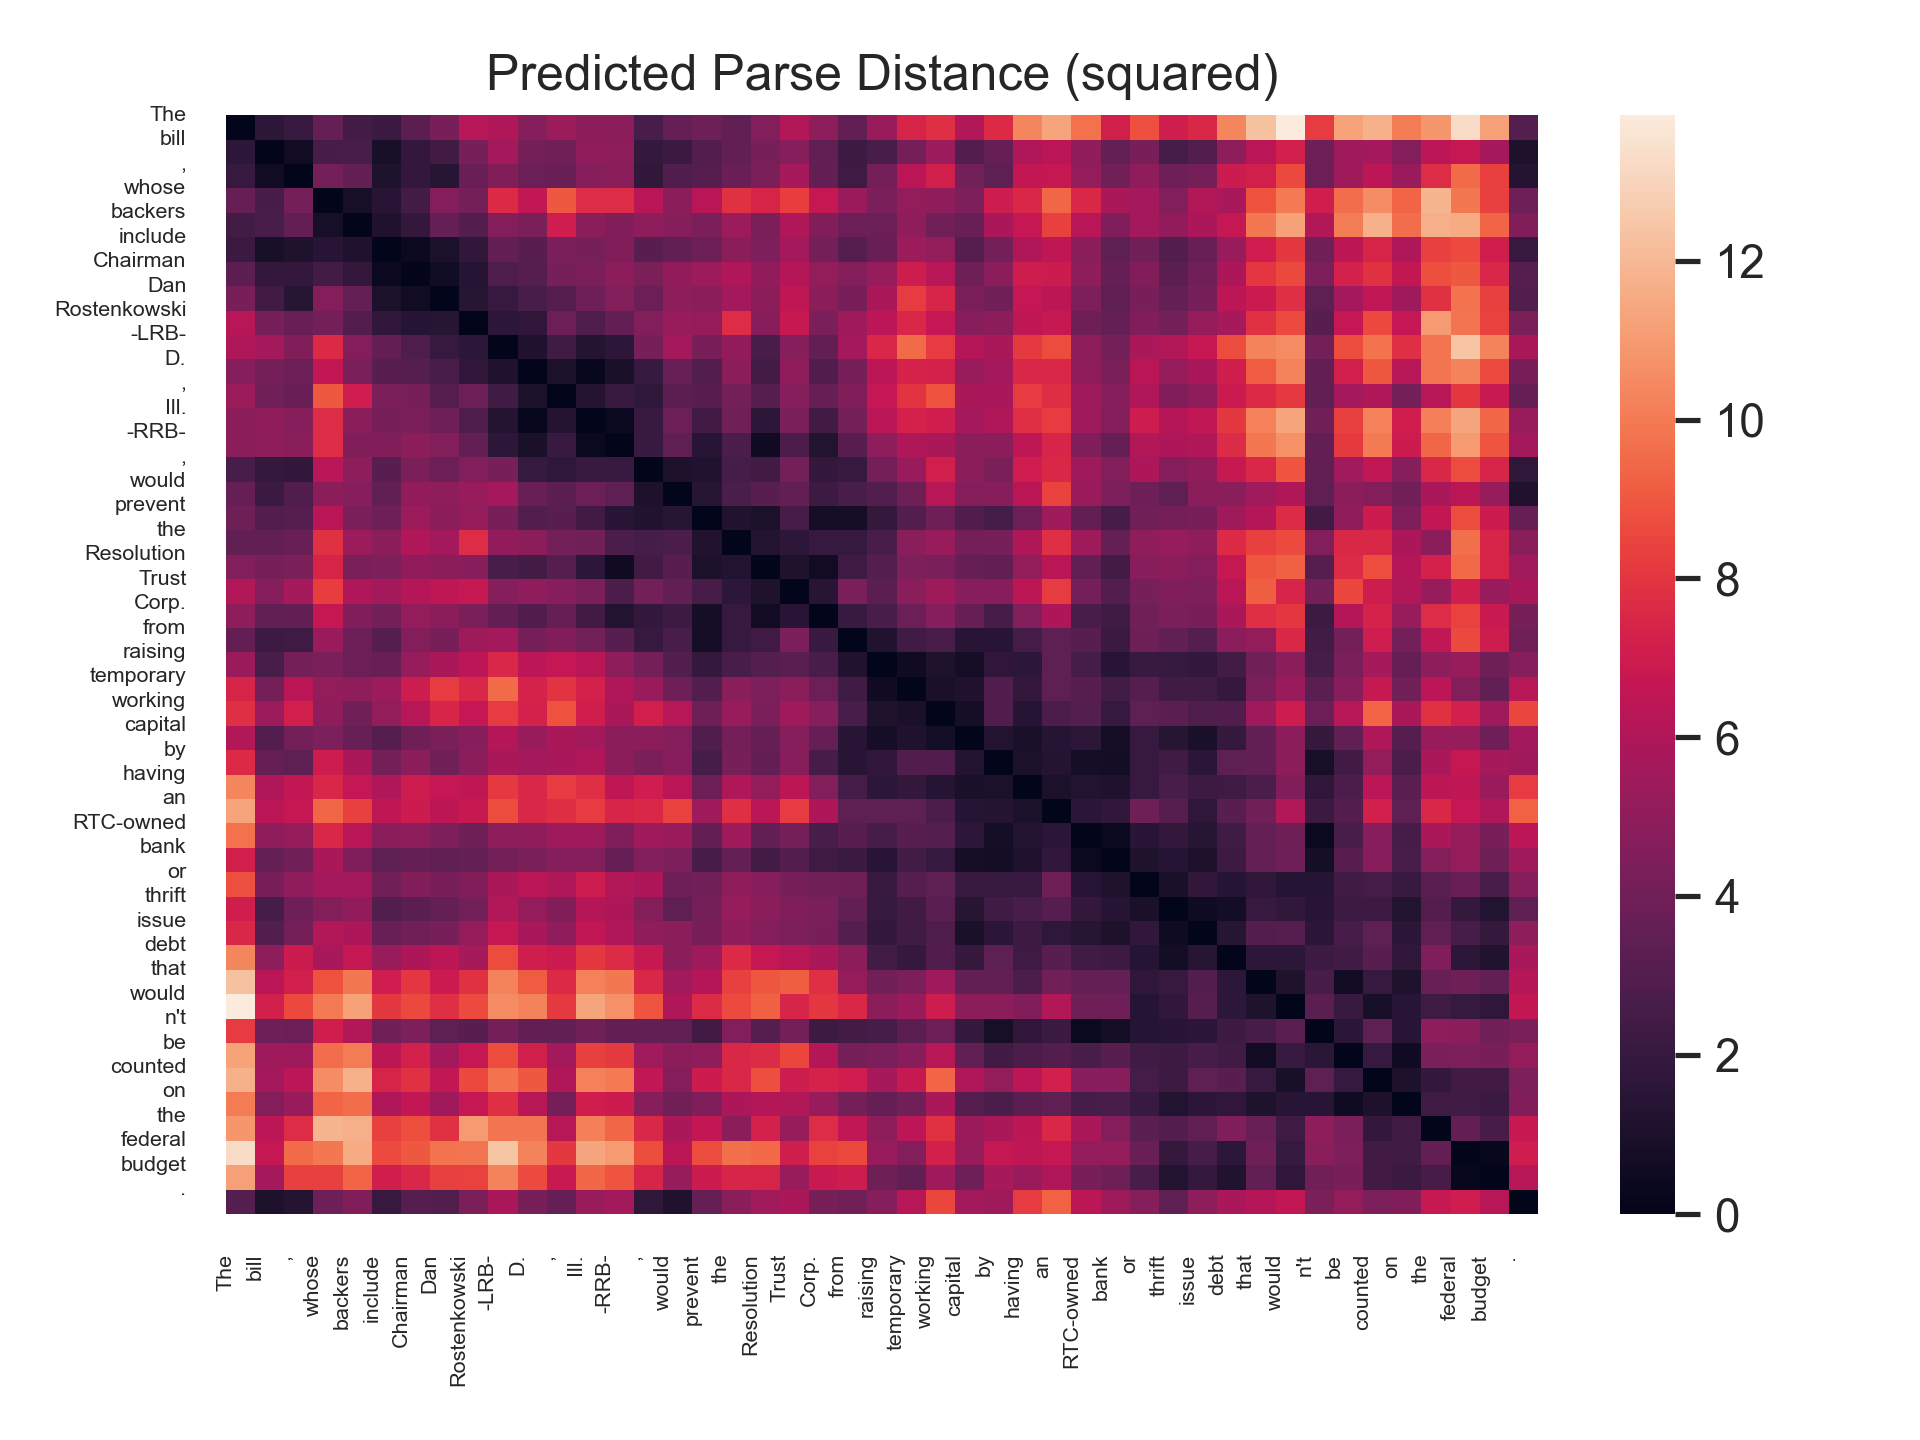 Predicted Parse Distance (squared)
The
bill
,
whose
backers
include
Chairman
Dan
Rostenkowski
-LRB-
D.
,
Ill.
-RRB-
,
would
prevent
the
Resolution
Trust
Corp.
from
raising
temporary
working
capital
by
having
an
RTC-owned
bank
or
thrift
issue
debt
that
would
n't
be
counted
on
the
federal
budget
.
12
10
8
6
4
2
0
The
bill
,
whose
backers
include
Chairman
Dan
Rostenkowski
-LRB-
D.
,
Ill.
-RRB-
,
would
prevent
the
Resolution
Trust
Corp.
from
raising
temporary
working
capital
by
having
an
RTC-owned
bank
or
thrift
issue
debt
that
would
n't
be
counted
on
the
federal
budget
.